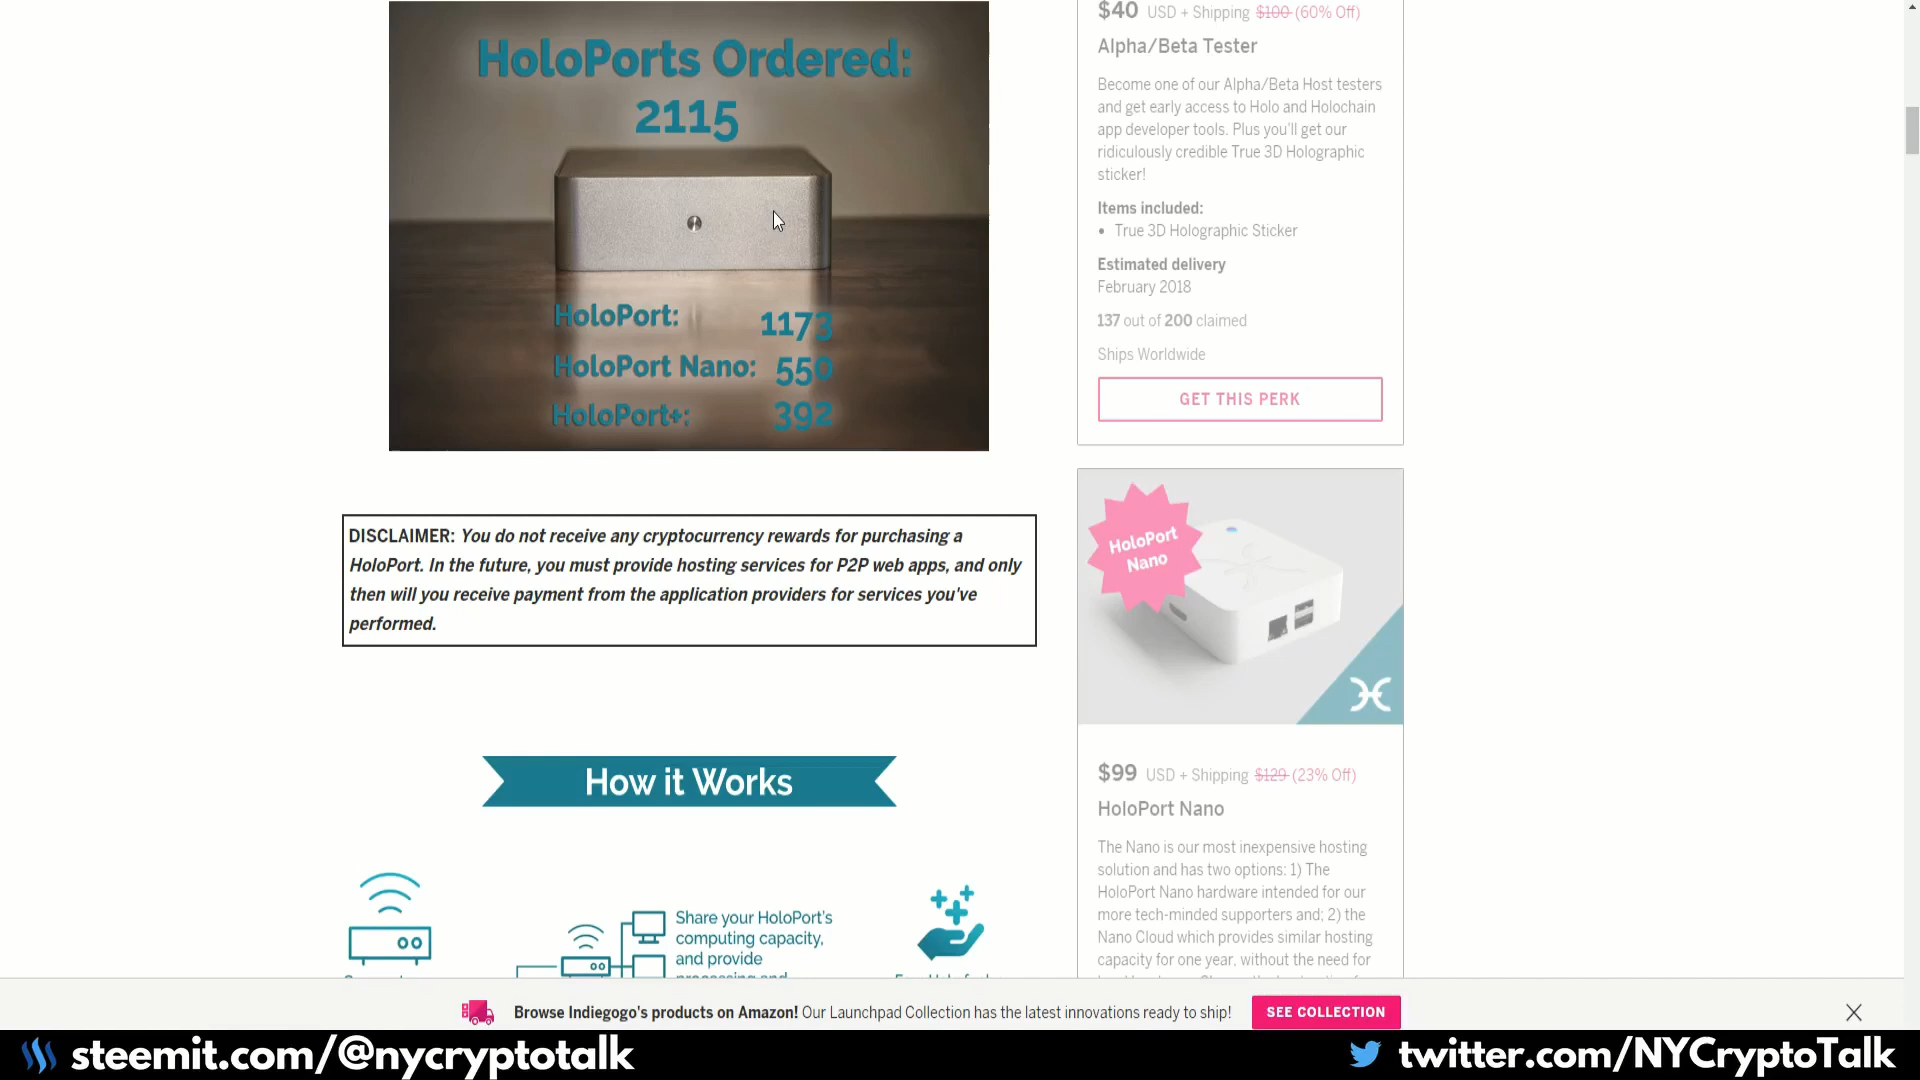 HoloPorts Ordered:
2115
HoloPort: 1173
HoloPort Nano: 550
HoloPort+: 392
DISCLAIMER: You do not receive any cryptocurrency rewards for purchasing a
HoloPort. In the future, you must provide hosting services for P2P web apps, and only
then will you receive payment from the application providers for services you've
performed.
How it Works
Share your HoloPort's
computing capacity,
and provide
$40 USD + Shipping $100 (60% Off)
Alpha/Beta Tester
Become one of our Alpha/Beta Host testers
and get early access to Holo and Holochain
app developer tools. Plus you'll get our
ridiculously credible True 3D Holographic
sticker!
Items included:
• True 3D Holographic Sticker
Estimated delivery
February 2018
137 out of 200 claimed
Ships Worldwide
GET THIS PERK
HoloPort
Nano
$99 USD + Shipping $129 (23% Off)
HoloPort Nano
The Nano is our most inexpensive hosting
solution and has two options: 1) The
HoloPort Nano hardware intended for our
more tech-minded supporters and; 2) the
Nano Cloud which provides similar hosting
capacity for one year, without the need for
Browse Indiegogo's products on Amazon! Our Launchpad Collection has the latest innovations ready to ship!
SEE COLLECTION
steemit.com/@nycryptotalk
twitter.com/NYCryptoTalk